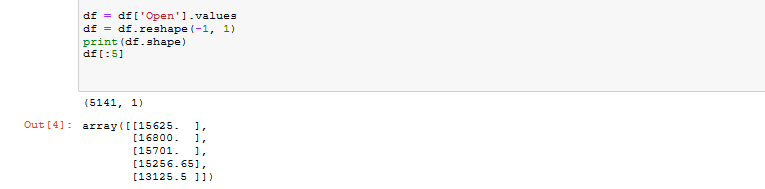 df = df['Open'].values
df = df.reshape(-1, 1)
print(df.shape)
df[:5]
(5141, 1)
Out[4]: array([[15625.  ],
[16800.  ],
[15701.  ],
[15256.65],
[13125.5 ]])